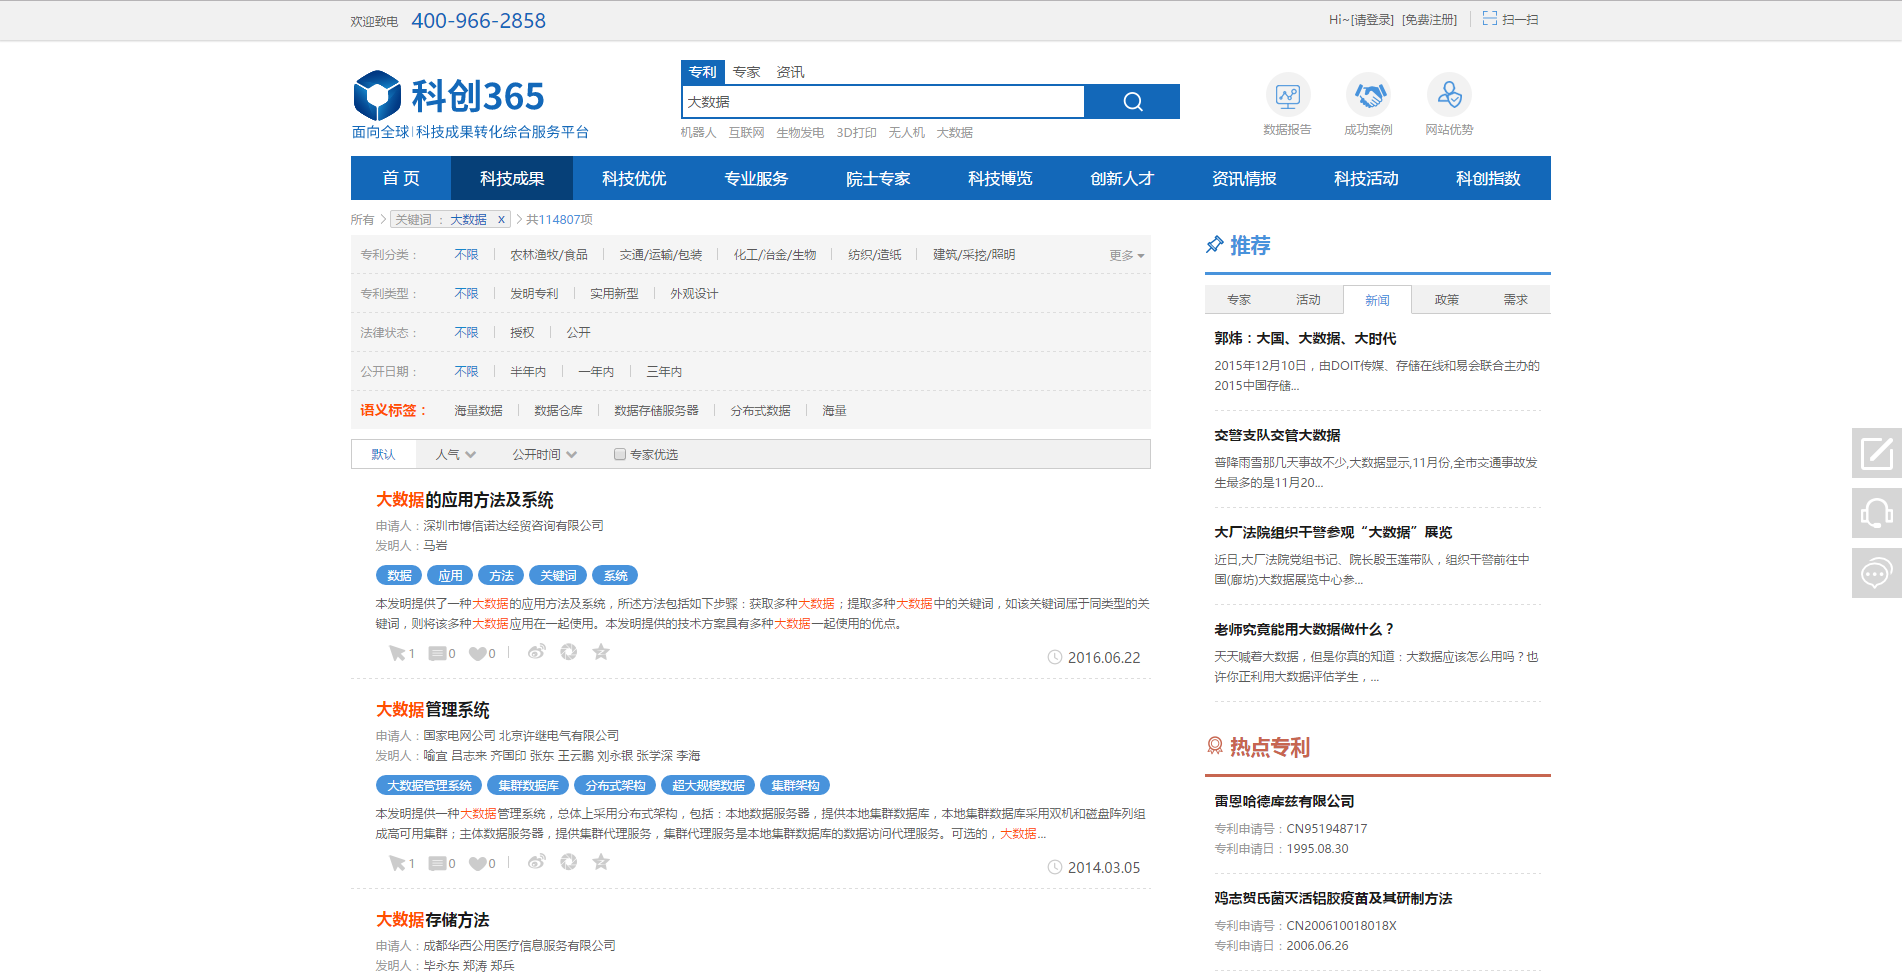 欢迎致电 400-966-2858
Hi~[请登录] [免费注册] 扫一扫
科创365
面向全球 科技成果转化综合服务平台
专利 专家 资讯
大数据
机器人 互联网 生物发电 3D打印 无人机 大数据
数据报告 成功案例 网站优势
首 页 科技成果 科技优优 专业服务 院士专家 科技博览 创新人才 资讯情报 科技活动 科创指数
所有 > 关键词 : 大数据 x > 共114807项
专利分类： 不限 农林渔牧/食品 交通/运输/包装 化工/冶金/生物 纺织/造纸 建筑/采挖/照明 更多
专利类型： 不限 发明专利 实用新型 外观设计
法律状态： 不限 授权 公开
公开日期： 不限 半年内 一年内 三年内
语义标签： 海量数据 数据仓库 数据存储服务器 分布式数据 海量
默认 人气 公开时间 专家优选
大数据的应用方法及系统
申请人：深圳市博信诺达经贸咨询有限公司
发明人：马岩
数据 应用 方法 关键词 系统
本发明提供了一种大数据的应用方法及系统，所述方法包括如下步骤：获取多种大数据；提取多种大数据中的关键词，如该关键词属于同类型的关
键词，则将该多种大数据应用在一起使用。本发明提供的技术方案具有多种大数据一起使用的优点。
1 0 0
2016.06.22
大数据管理系统
申请人：国家电网公司 北京许继电气有限公司
发明人：喻宜 吕志来 齐国印 张东 王云鹏 刘永银 张学深 李海
大数据管理系统 集群数据库 分布式架构 超大规模数据 集群架构
本发明提供一种大数据管理系统，总体上采用分布式架构，包括：本地数据服务器，提供本地集群数据库，本地集群数据库采用双机和磁盘阵列组
成高可用集群；主体数据服务器，提供集群代理服务，集群代理服务是本地集群数据库的数据访问代理服务。可选的，大数据...
1 0 0
2014.03.05
大数据存储方法
申请人：成都华西公用医疗信息服务有限公司
发明人：毕永东 郑涛 郑兵
推荐
专家 活动 新闻 政策 需求
郭炜：大国、大数据、大时代
2015年12月10日，由DOIT传媒、存储在线和易会联合主办的
2015中国存储...
交警支队交管大数据
普降雨雪那几天事故不少,大数据显示,11月份,全市交通事故发
生最多的是11月20...
大厂法院组织干警参观“大数据”展览
近日,大厂法院党组书记、院长殷玉莲带队，组织干警前往中
国(廊坊)大数据展览中心参...
老师究竟能用大数据做什么？
天天喊着大数据，但是你真的知道：大数据应该怎么用吗？也
许你正利用大数据评估学生，...
热点专利
雷恩哈德库兹有限公司
专利申请号：CN951948717
专利申请日：1995.08.30
鸡志贺氏菌灭活铝胶疫苗及其研制方法
专利申请号：CN200610018018X
专利申请日：2006.06.26